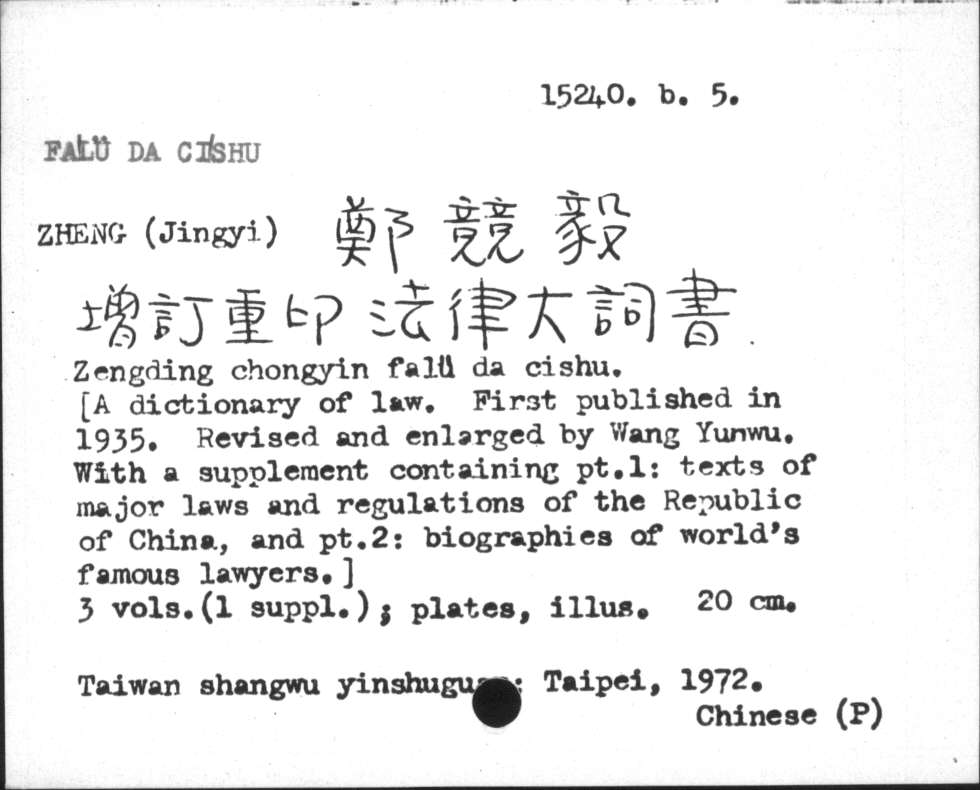 15240. b. 5.
FALÜ DA CISHU
ZHENG (Jingyi) 鄭競毅
增訂重印法律大詞書.
Zengding chongyin falü da cishu.
[A dictionary of law. First published in
1935. Revised and enlarged by Wang Yunwu.
With a supplement containing pt.1: texts of
major laws and regulations of the Republic
of China, and pt.2: biographies of world's
famous lawyers.]
3 vols.(1 suppl.); plates, illus. 20 cm.
Taiwan shangwu : Taipei, 1972.
Chinese (P)